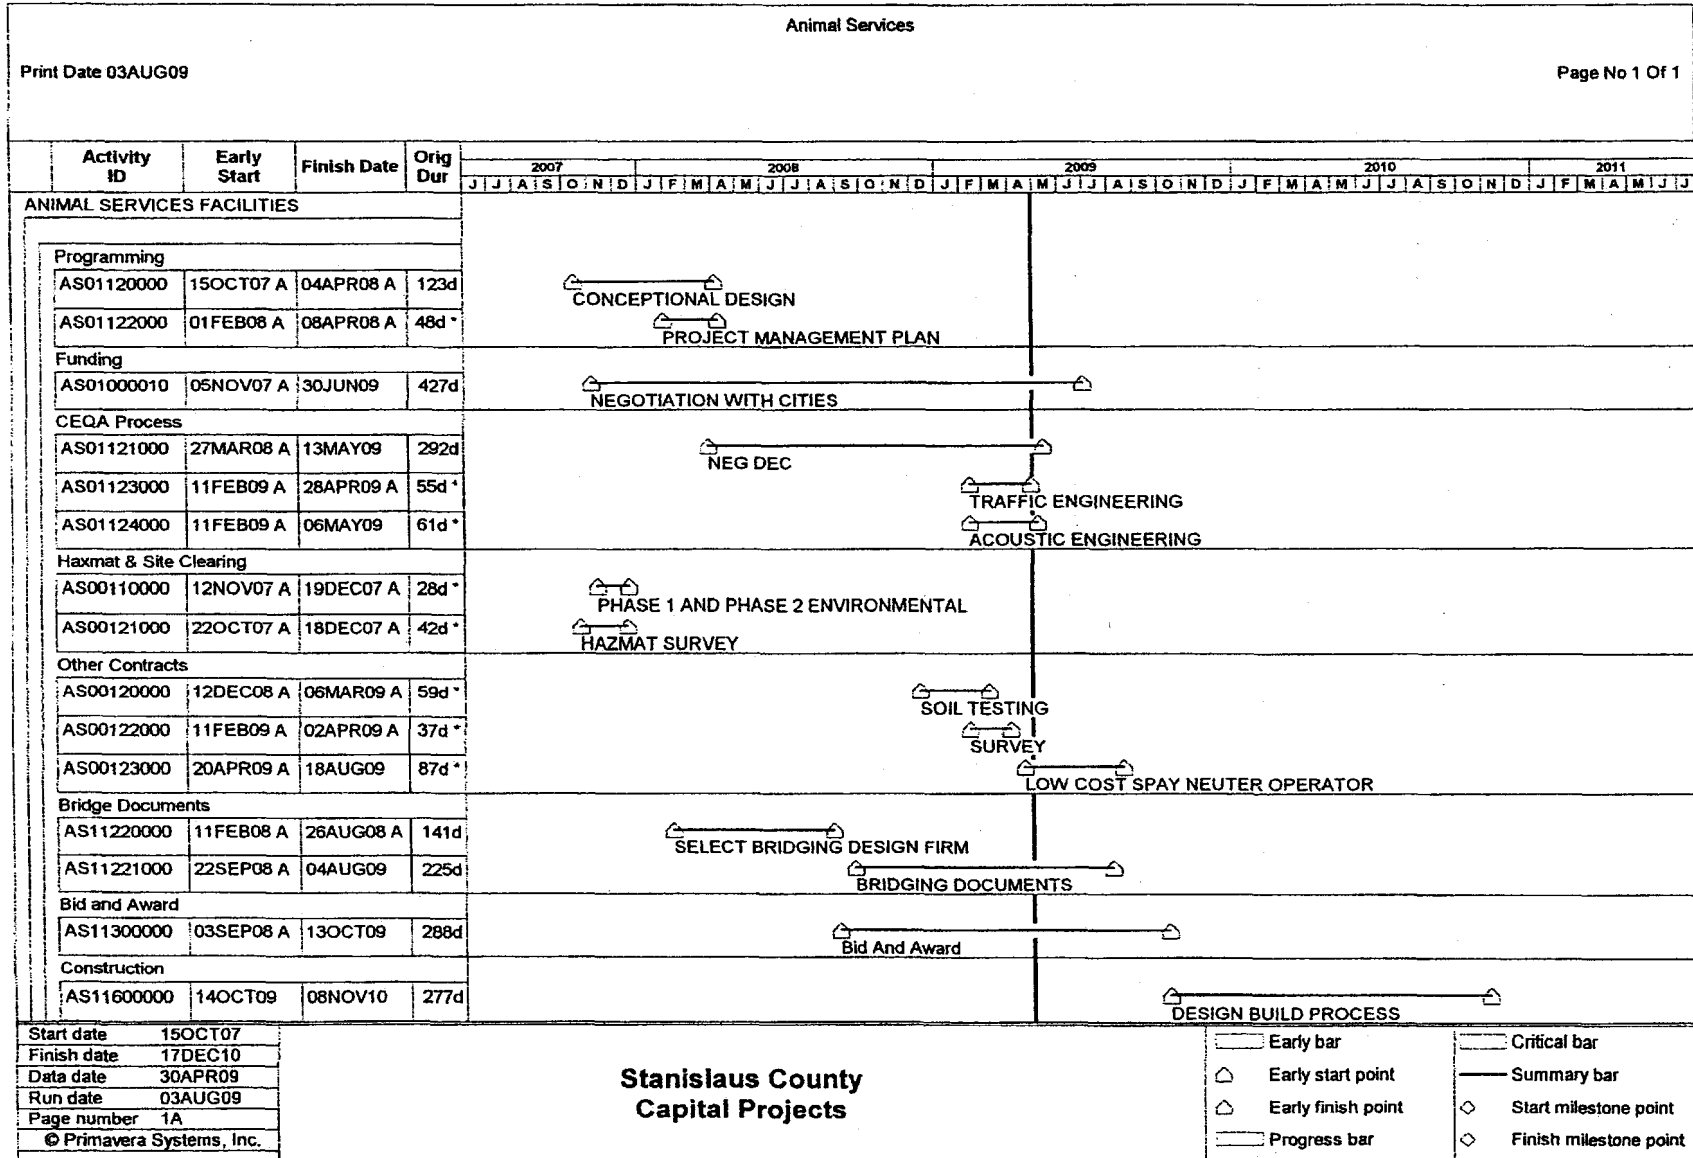 Animal Services
Print Date 03AUG09 Page No 1 Of 1
Activity ID Early Start Finish Date Orig Dur
2007 2008 2009 2010 2011
J J A S O N D J F M A M J J A S O N D J F M A M J J A S O N D J F M A M J J A S O N D J F M A M J J
ANIMAL SERVICES FACILITIES
Programming
AS01120000 15OCT07 A 04APR08 A 123d
CONCEPTIONAL DESIGN
AS01122000 01FEB08 A 08APR08 A 48d *
PROJECT MANAGEMENT PLAN
Funding
AS01000010 05NOV07 A 30JUN09 427d
NEGOTIATION WITH CITIES
CEQA Process
AS01121000 27MAR08 A 13MAY09 292d
NEG DEC
AS01123000 11FEB09 A 28APR09 A 55d *
TRAFFIC ENGINEERING
AS01124000 11FEB09 A 06MAY09 61d *
ACOUSTIC ENGINEERING
Haxmat & Site Clearing
AS00110000 12NOV07 A 19DEC07 A 28d *
PHASE 1 AND PHASE 2 ENVIRONMENTAL
AS00121000 22OCT07 A 18DEC07 A 42d *
HAZMAT SURVEY
Other Contracts
AS00120000 12DEC08 A 06MAR09 A 59d *
SOIL TESTING
AS00122000 11FEB09 A 02APR09 A 37d *
SURVEY
AS00123000 20APR09 A 18AUG09 87d *
LOW COST SPAY NEUTER OPERATOR
Bridge Documents
AS11220000 11FEB08 A 26AUG08 A 141d
SELECT BRIDGING DESIGN FIRM
AS11221000 22SEP08 A 04AUG09 225d
BRIDGING DOCUMENTS
Bid and Award
AS11300000 03SEP08 A 13OCT09 288d
Bid And Award
Construction
AS11600000 14OCT09 08NOV10 277d
DESIGN BUILD PROCESS
Start date 15OCT07
Finish date 17DEC10
Data date 30APR09
Run date 03AUG09
Page number 1A
© Primavera Systems, Inc.
Stanislaus County
Capital Projects
Early bar
Early start point
Early finish point
Progress bar
Critical bar
Summary bar
Start milestone point
Finish milestone point